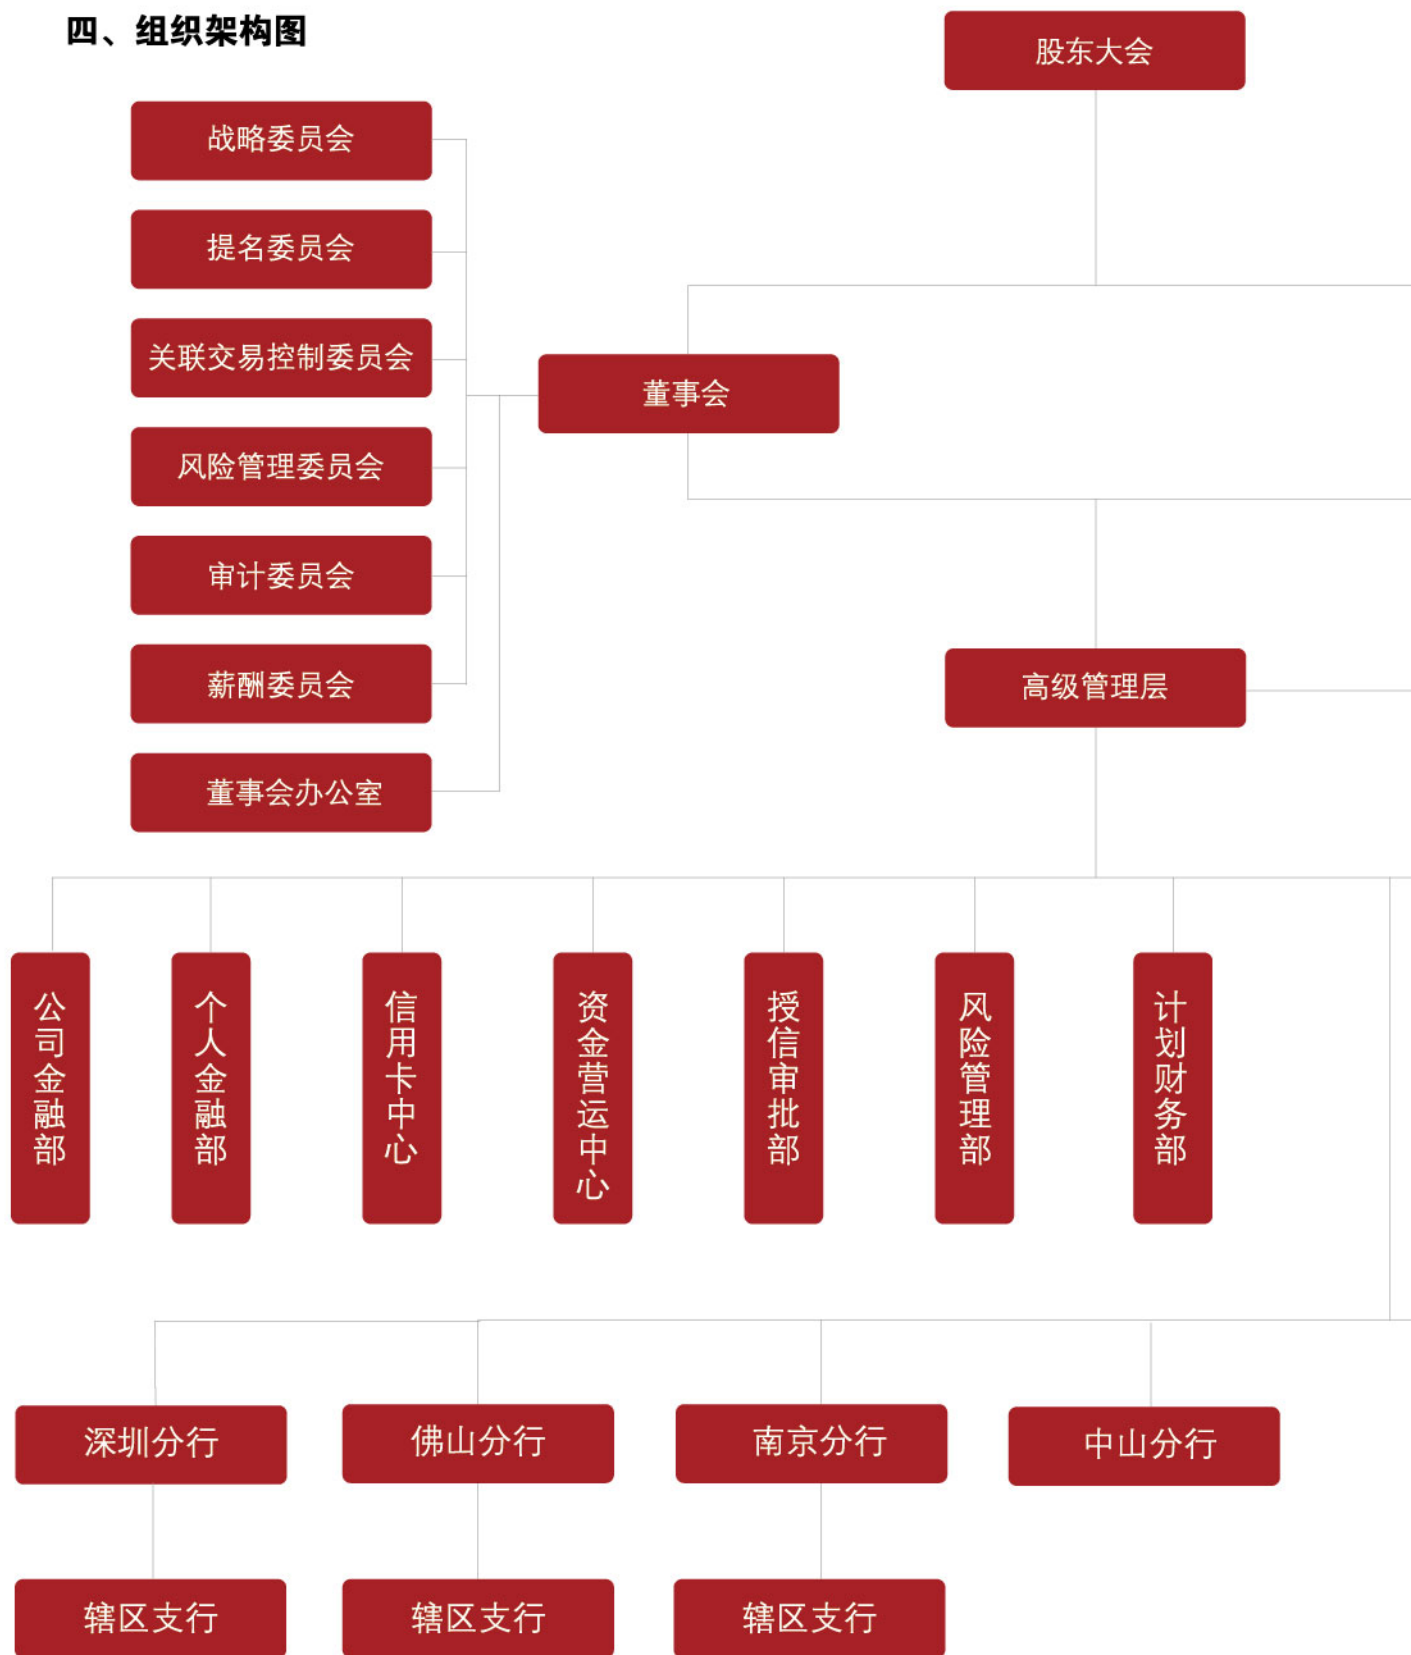 四、组织架构图
股东大会
战略委员会
提名委员会
关联交易控制委员会
董事会
风险管理委员会
审计委员会
薪酬委员会
高级管理层
董事会办公室
公司金融部
个人金融部
信用卡中心
资金营运中心
授信审批部
风险管理部
计划财务部
深圳分行
佛山分行
南京分行
中山分行
辖区支行
辖区支行
辖区支行